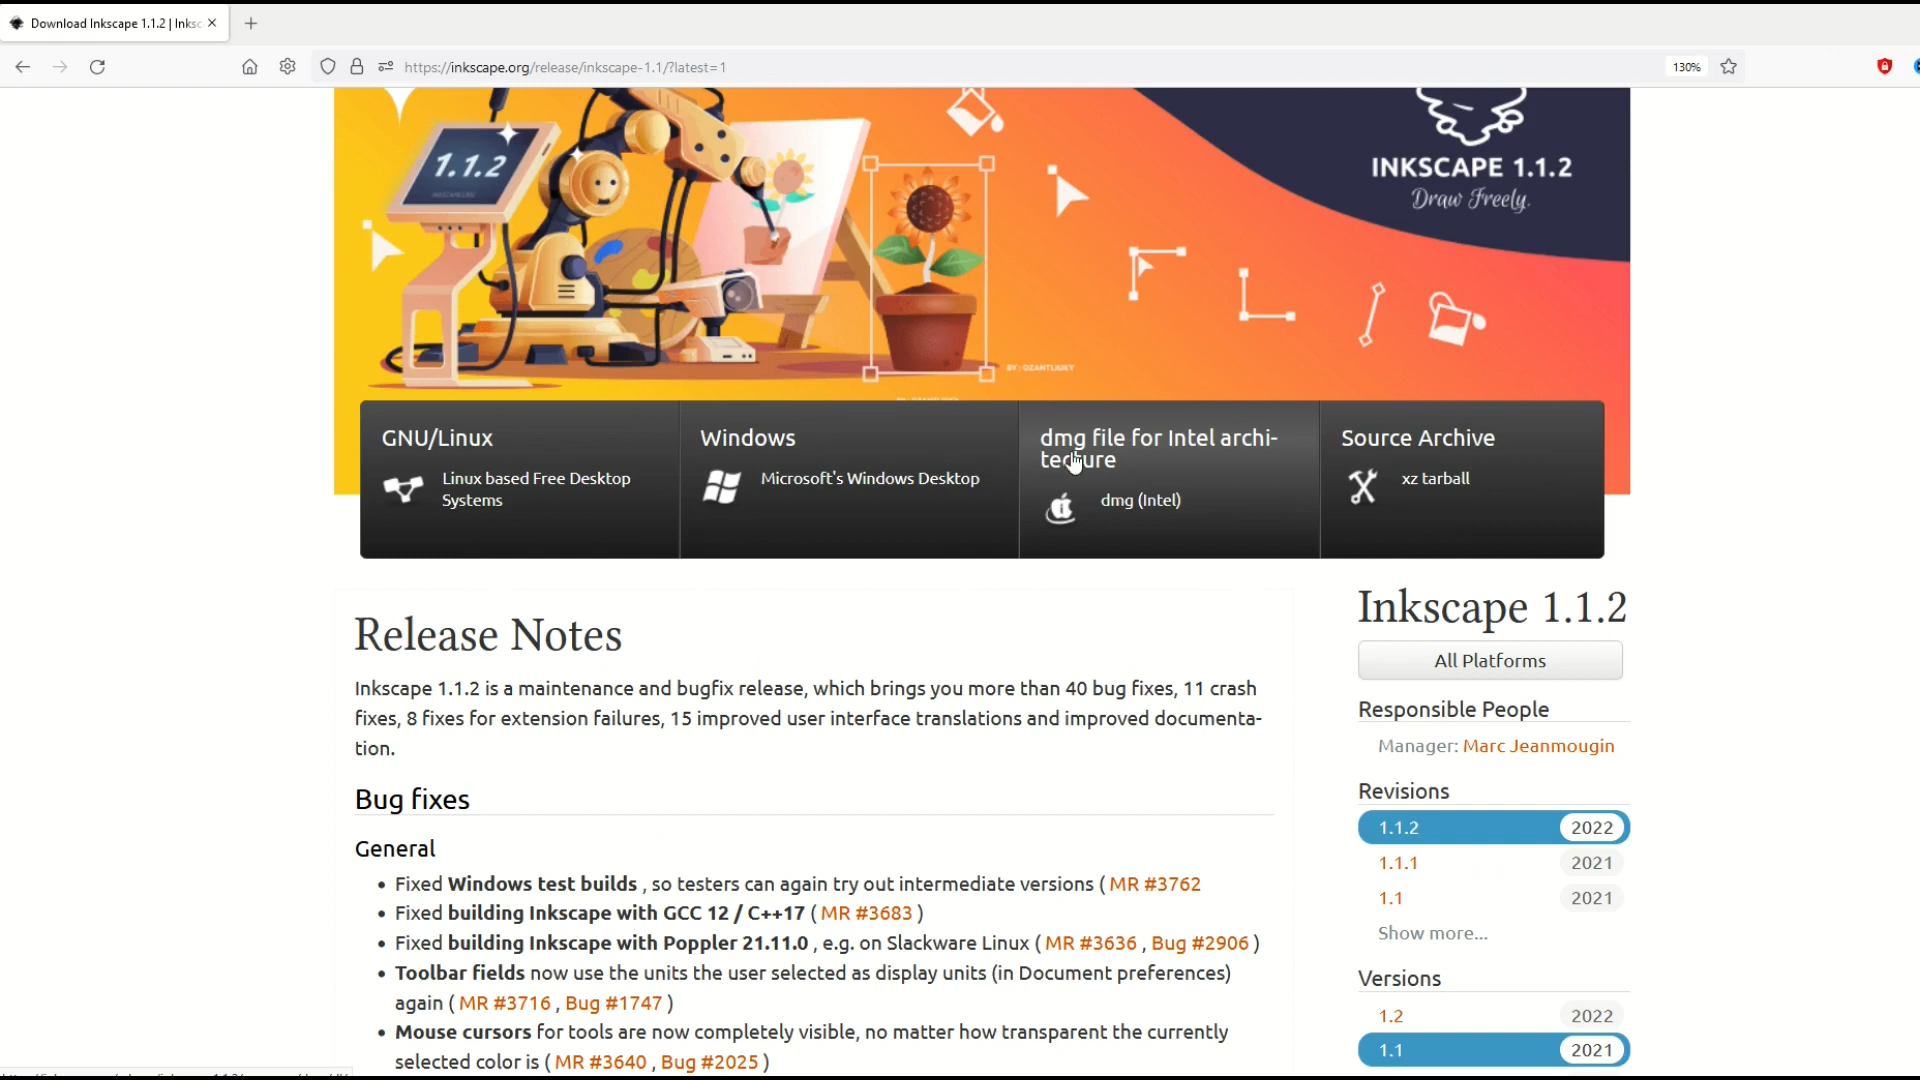 Download Inkscape 1.1.2 | Inksc
https://inkscape.org/release/inkscape-1.1/?latest=1
130%
1.1.2
INKSCAPE 1.1.2
Draw Freely.
GNU/Linux
Linux based Free Desktop
Systems
Windows
Microsoft's Windows Desktop
dmg file for Intel archi-
tecture
dmg (Intel)
Source Archive
xz tarball
Release Notes
Inkscape 1.1.2 is a maintenance and bugfix release, which brings you more than 40 bug fixes, 11 crash
fixes, 8 fixes for extension failures, 15 improved user interface translations and improved documenta-
tion.
Bug fixes
General
• Fixed Windows test builds , so testers can again try out intermediate versions ( MR #3762
• Fixed building Inkscape with GCC 12 / C++17 ( MR #3683 )
• Fixed building Inkscape with Poppler 21.11.0 , e.g. on Slackware Linux ( MR #3636 , Bug #2906 )
• Toolbar fields now use the units the user selected as display units (in Document preferences)
again ( MR #3716 , Bug #1747 )
• Mouse cursors for tools are now completely visible, no matter how transparent the currently
selected color is ( MR #3640 , Bug #2025 )
Inkscape 1.1.2
All Platforms
Responsible People
Manager: Marc Jeanmougin
Revisions
1.1.2 2022
1.1.1 2021
1.1 2021
Show more...
Versions
1.2 2022
1.1 2021